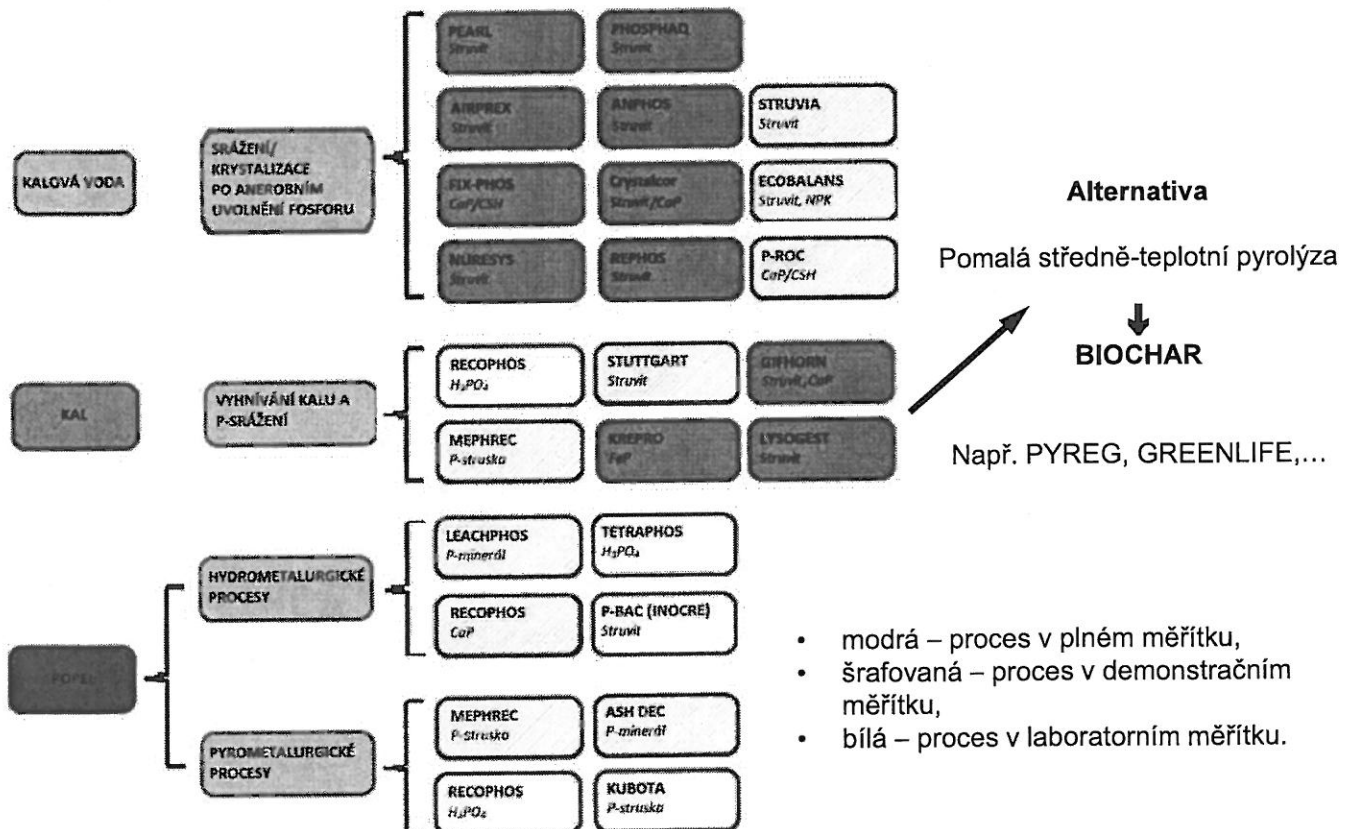 KALOVÁ VODA
SRÁŽENÍ/
KRYSTALIZACE
PO ANEROBNÍM
UVOLNĚNÍ FOSFORU
PEARL
Struvit
PHOSPHAQ
Struvit
AIRPREX
Struvit
ANPHOS
Struvit
STRUVIA
Struvit
FIX-PHOS
CaP/CSH
Crystalcor
Struvit/CaP
ECOBALANS
Struvit, NPK
NURESYS
Struvit
REPHOS
Struvit
P-ROC
CaP/CSH
KAL
VYHNÍVÁNÍ KALU A
P-SRÁŽENÍ
RECOPHOS
H₃PO₄
STUTTGART
Struvit
GIFHORN
Struvit, CaP
MEPHREC
P-struska
KREPRO
FeP
LYSOGEST
Struvit
POPEL
HYDROMETALURGICKÉ
PROCESY
LEACHPHOS
P-minerál
TETRAPHOS
H₃PO₄
RECOPHOS
CaP
P-BAC (INOCRE)
Struvit
PYROMETALURGICKÉ
PROCESY
MEPHREC
P-Struska
ASH DEC
P-minerál
RECOPHOS
H₃PO₄
KUBOTA
P-struska
Alternativa
Pomalá středně-teplotní pyrolýza
BIOCHAR
Např. PYREG, GREENLIFE,…
• modrá – proces v plném měřítku,
• šrafovaná – proces v demonstračním
měřítku,
• bílá – proces v laboratorním měřítku.